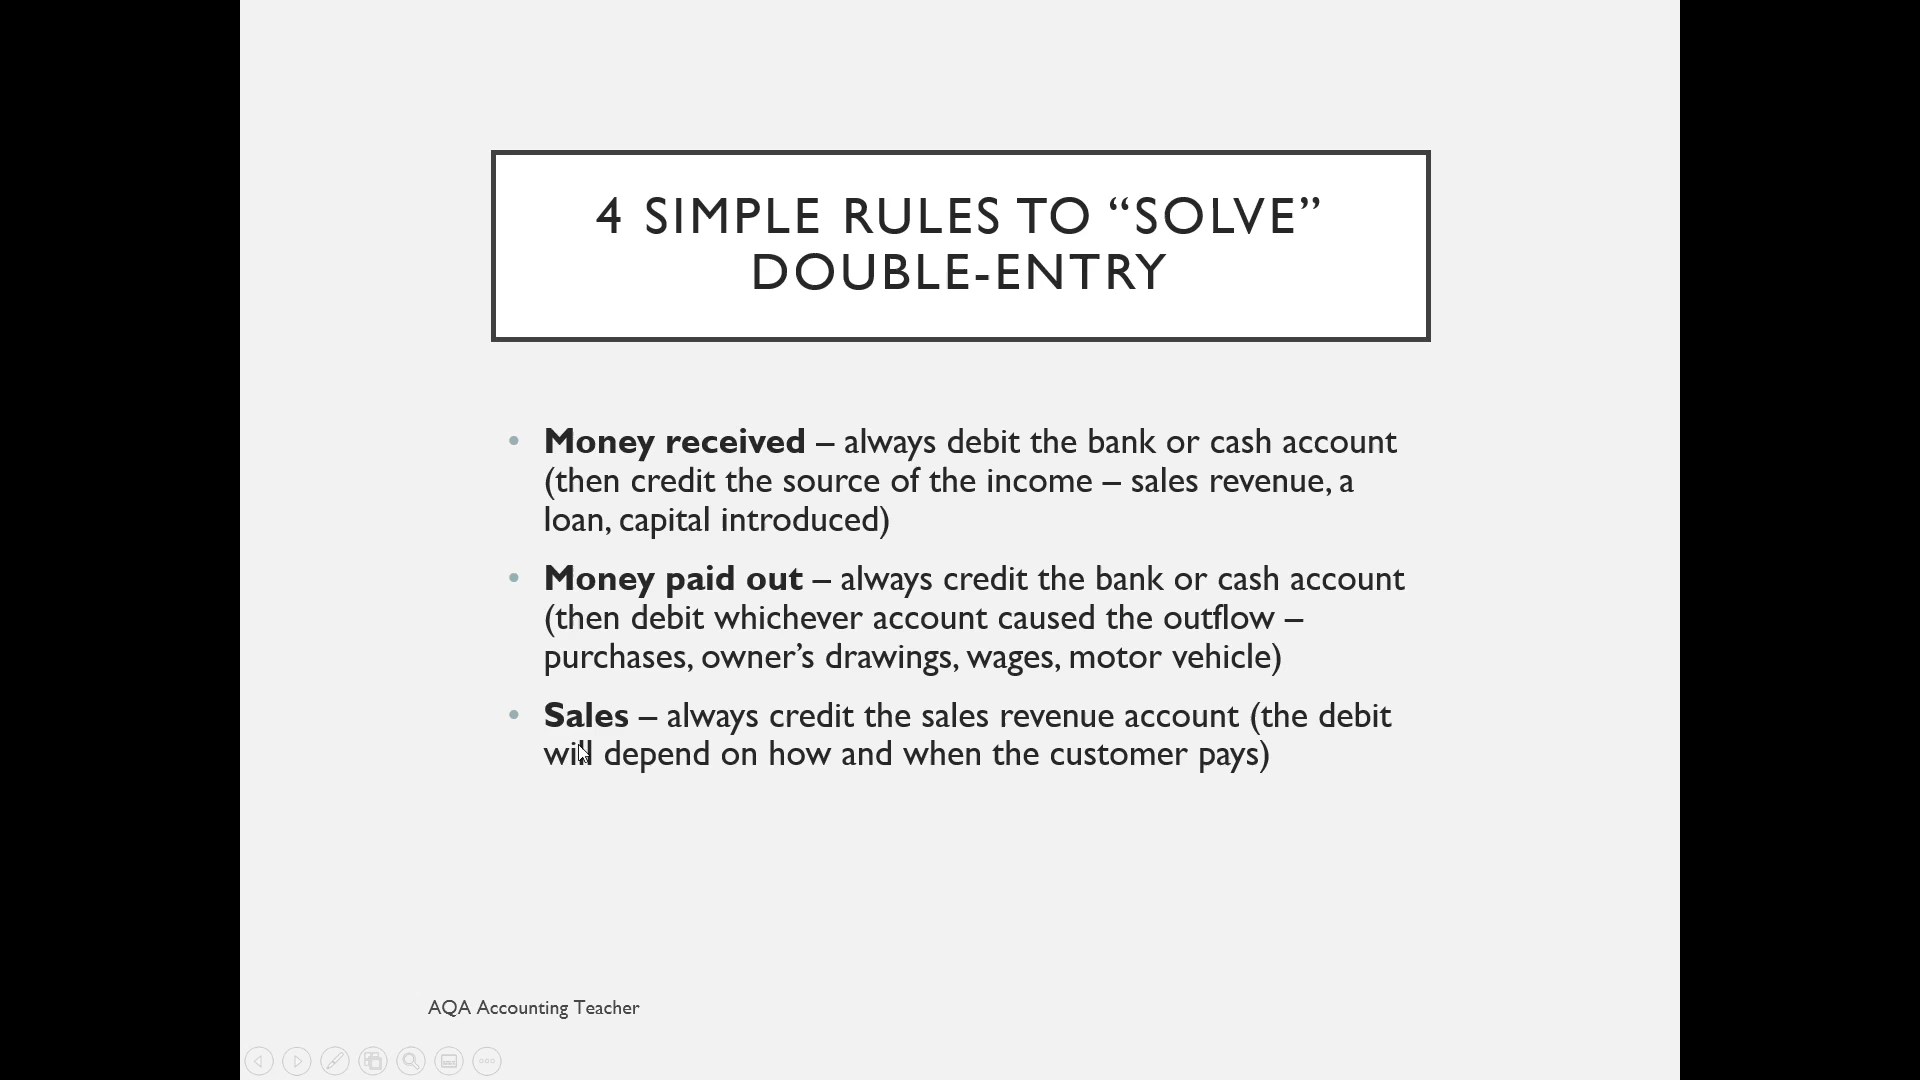 4 SIMPLE RULES TO “SOLVE”
DOUBLE-ENTRY
• Money received – always debit the bank or cash account
(then credit the source of the income – sales revenue, a
loan, capital introduced)
• Money paid out – always credit the bank or cash account
(then debit whichever account caused the outflow –
purchases, owner’s drawings, wages, motor vehicle)
• Sales – always credit the sales revenue account (the debit
will depend on how and when the customer pays)
AQA Accounting Teacher